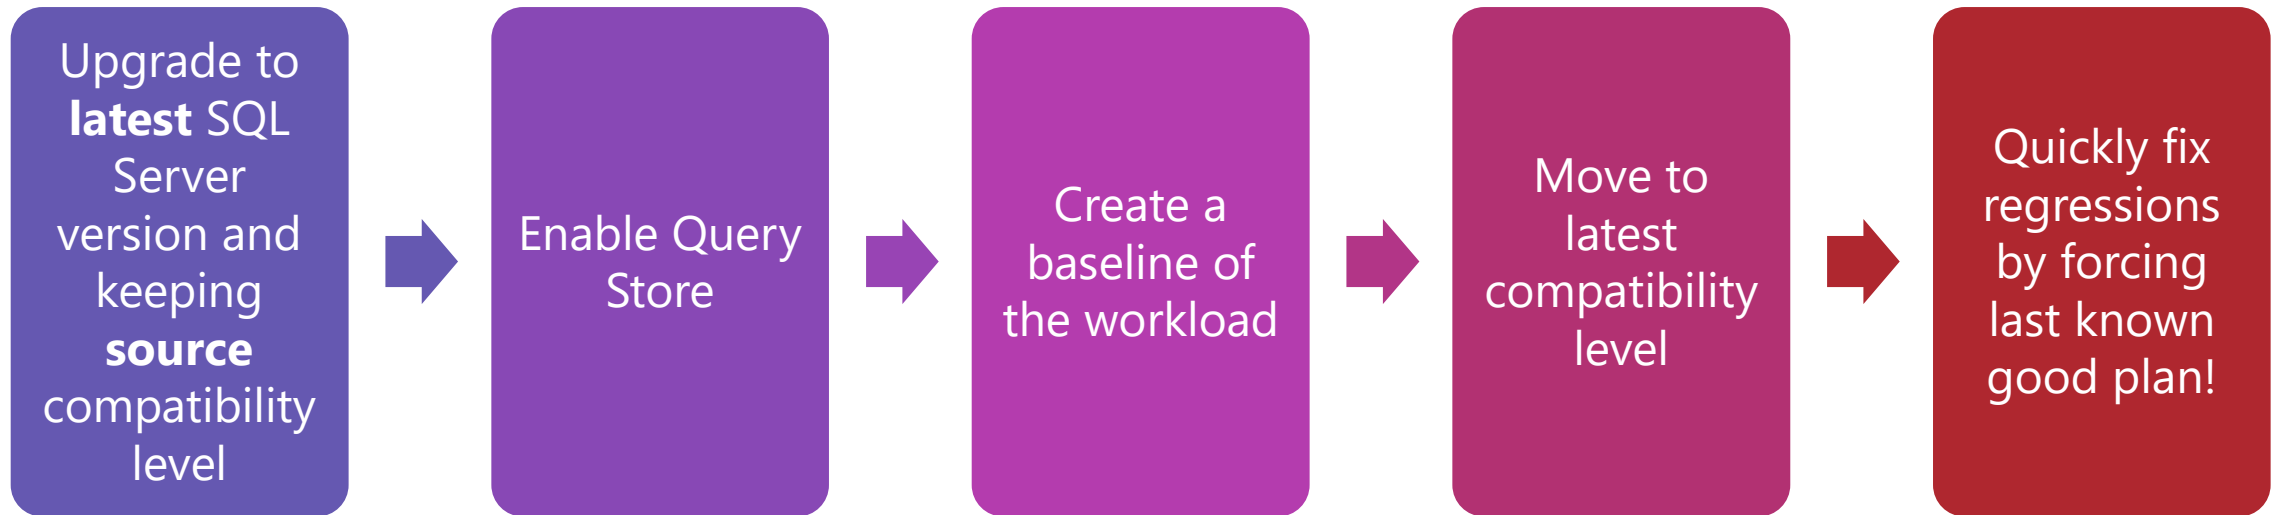 Upgrade to
latest SQL
Server
version and
keeping
source
compatibility
level
Enable Query
Store
Create a
baseline of
the workload
Move to
latest
compatibility
level
Quickly fix
regressions
by forcing
last known
good plan!